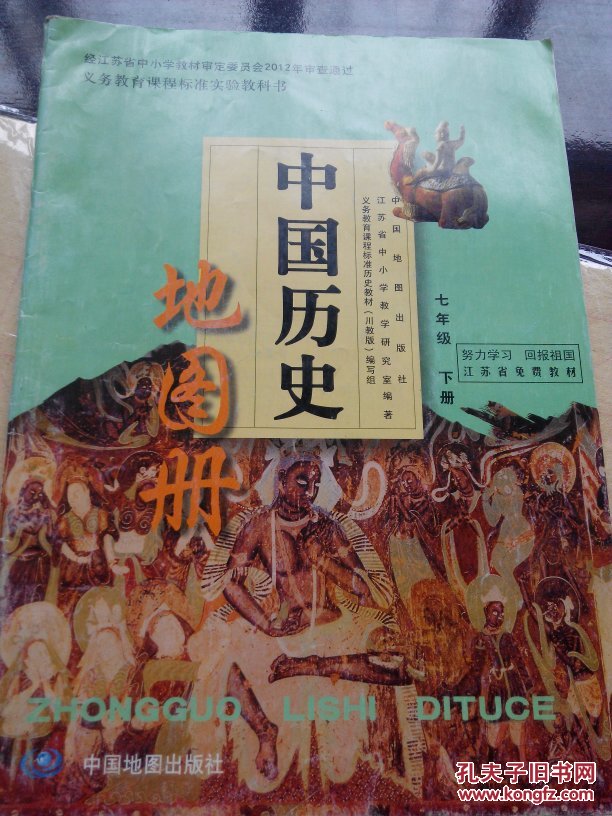 经江苏省中小学教材审定委员会2012年审查通过
义务教育课程标准实验教科书
中国历史
地图册
中国地图出版社
江苏省中小学教学研究室编著
义务教育课程标准历史教材(川教版)编写组
七年级 下册
努力学习 回报祖国
江苏省免费教材
ZHONGGUO LISHI DITUCE
中国地图出版社
孔夫子旧书网
www.kongfz.com